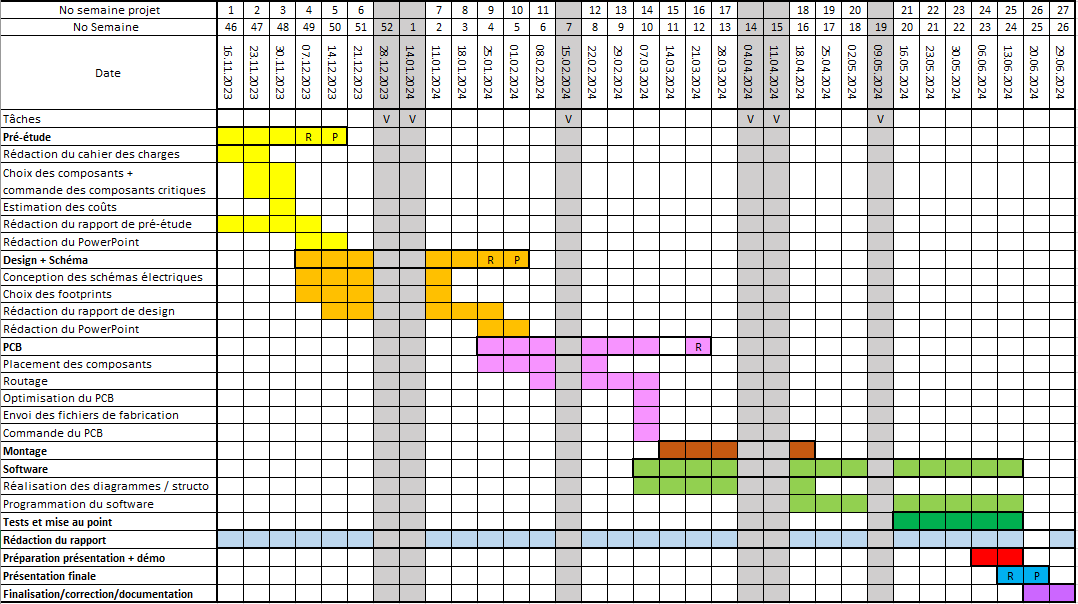 No semaine projet 1 2 3 4 5 6 7 8 9 10 11 12 13 14 15 16 17 18 19 20 21 22 23 24 25 26 27
No Semaine 46 47 48 49 50 51 52 1 2 3 4 5 6 7 8 9 10 11 12 13 14 15 16 17 18 19 20 21 22 23 24 25 26
Date 16.11.2023 23.11.2023 30.11.2023 07.12.2023 14.12.2023 21.12.2023 28.12.2023 14.01.2024 11.01.2024 18.01.2024 25.01.2024 01.02.2024 08.02.2024 15.02.2024 22.02.2024 29.02.2024 07.03.2024 14.03.2024 21.03.2024 28.03.2024 04.04.2024 11.04.2024 18.04.2024 25.04.2024 02.05.2024 09.05.2024 16.05.2024 23.05.2024 30.05.2024 06.06.2024 13.06.2024 20.06.2024 29.06.2024
Tâches V V V V V V
Pré-étude R P
Rédaction du cahier des charges
Choix des composants +
commande des composants critiques
Estimation des coûts
Rédaction du rapport de pré-étude
Rédaction du PowerPoint
Design + Schéma R P
Conception des schémas électriques
Choix des footprints
Rédaction du rapport de design
Rédaction du PowerPoint
PCB R
Placement des composants
Routage
Optimisation du PCB
Envoi des fichiers de fabrication
Commande du PCB
Montage
Software
Réalisation des diagrammes / structo
Programmation du software
Tests et mise au point
Rédaction du rapport
Préparation présentation + démo
Présentation finale R P
Finalisation/correction/documentation